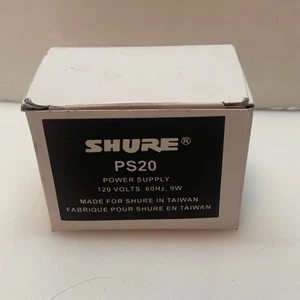 SHURE®
PS20
POWER SUPPLY
120 VOLTS. 60Hz. 9W
MADE FOR SHURE IN TAIWAN
FABRIQUE POUR SHURE EN TAIWAN